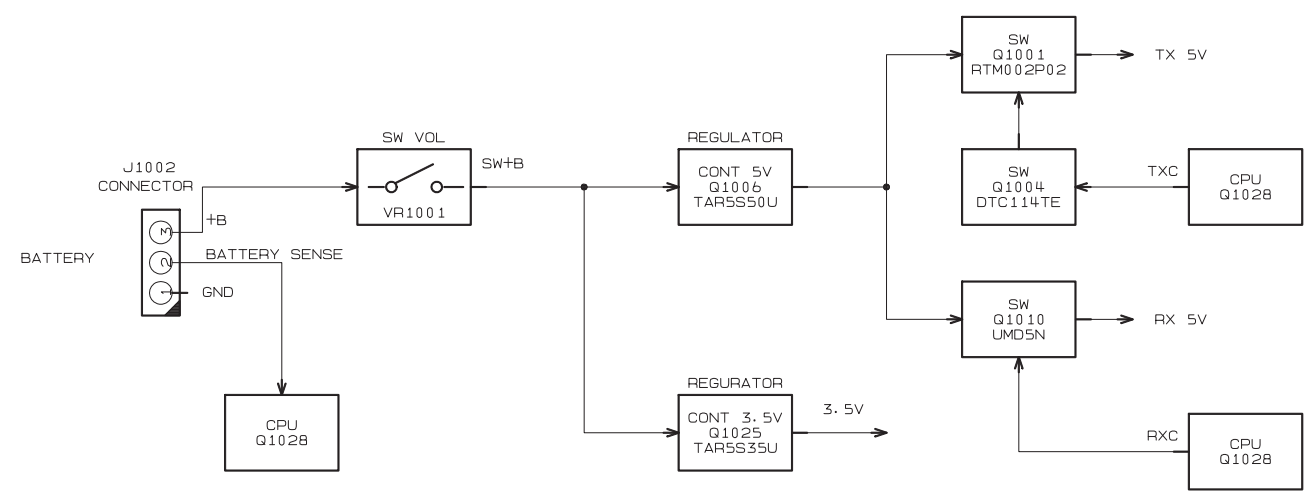 SW
Q1001
RTM002P02
TX 5V
SW VOL
REGULATOR
J1002
CONNECTOR
SW+B
CONT 5V
Q1006
TAR5S50U
SW
Q1004
DTC114TE
TXC
CPU
Q1028
VR1001
+B
3
BATTERY
2
BATTERY SENSE
1
GND
SW
Q1010
UMD5N
RX 5V
REGURATOR
CPU
Q1028
CONT 3.5V
Q1025
TAR5S35U
3.5V
RXC
CPU
Q1028